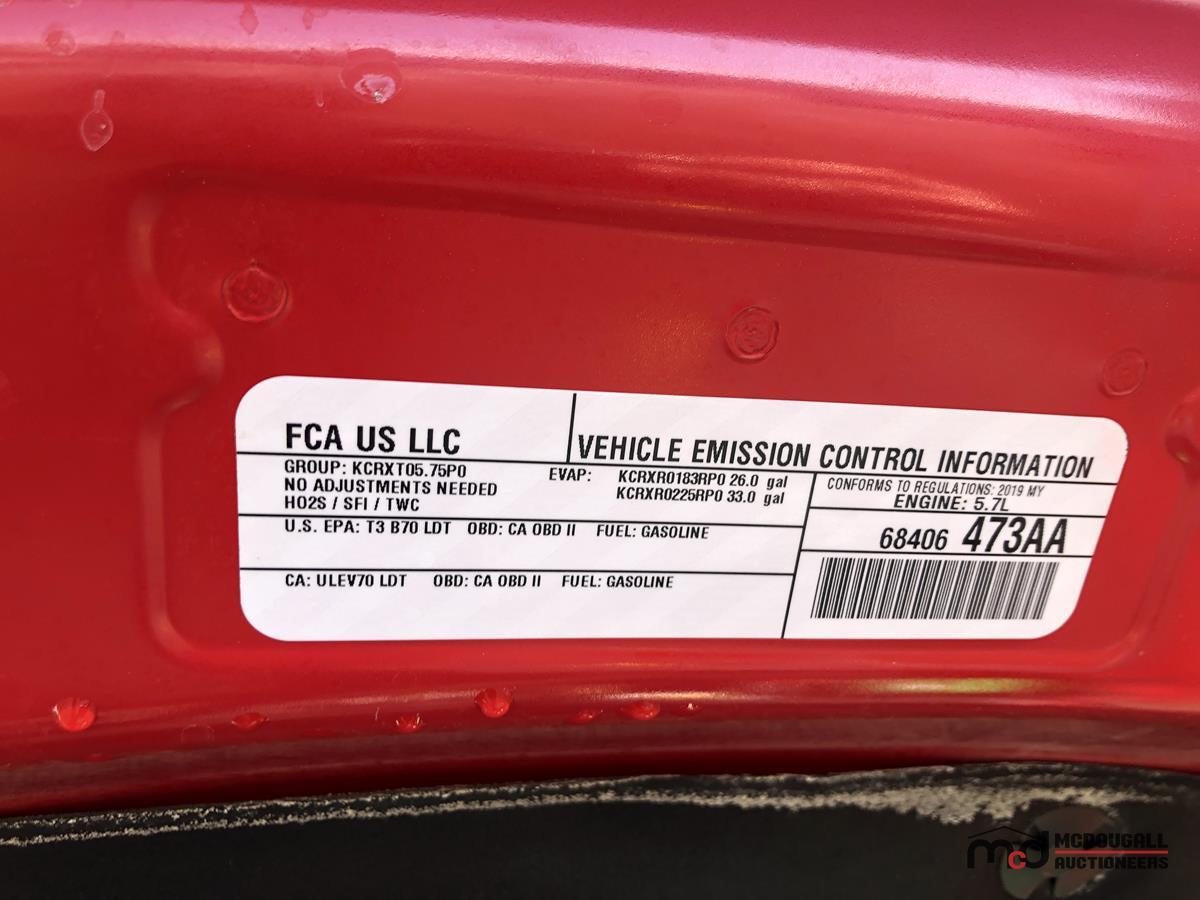 FCA US LLC
VEHICLE EMISSION CONTROL INFORMATION
GROUP: KCRXT05.75P0
NO ADJUSTMENTS NEEDED
HO2S / SFI / TWC
EVAP: KCRXR0183RP0 26.0 gal
KCRXR0225RP0 33.0 gal
CONFORMS TO REGULATIONS: 2019 MY
ENGINE: 5.7L
U.S. EPA: T3 B70 LDT OBD: CA OBD II FUEL: GASOLINE
68406 473AA
CA: ULEV70 LDT OBD: CA OBD II FUEL: GASOLINE
mcd MCDOUGALL
AUCTIONEERS